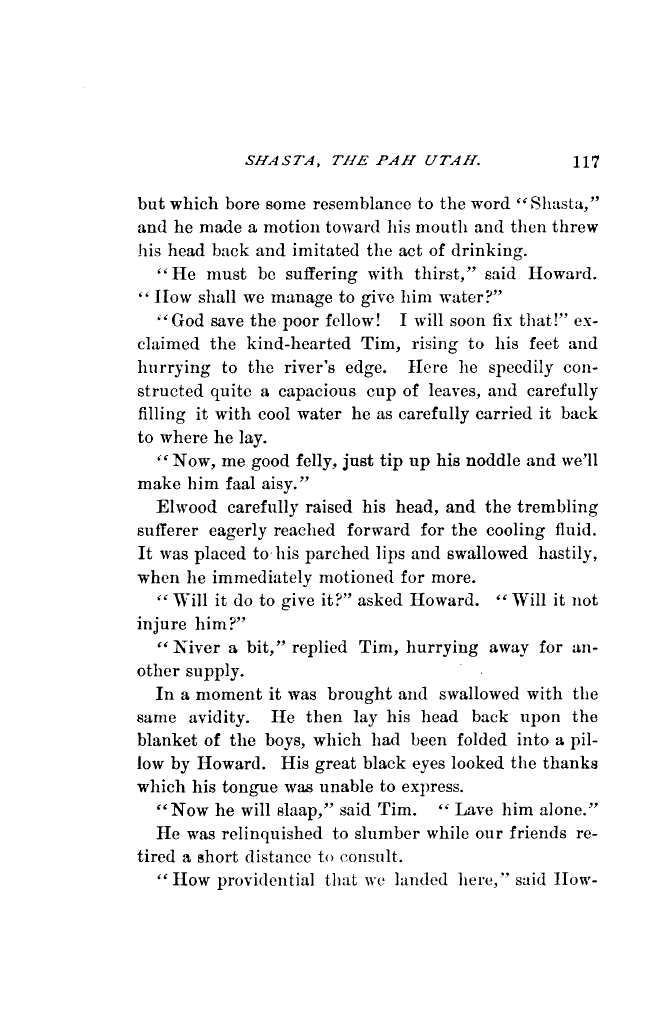 SHASTA, THE PAH UTAH. 117
but which bore some resemblance to the word "Shasta,"
and he made a motion toward his mouth and then threw
his head back and imitated the act of drinking.
"He must be suffering with thirst," said Howard.
"How shall we manage to give him water?"
"God save the poor fellow! I will soon fix that!" ex-
claimed the kind-hearted Tim, rising to his feet and
hurrying to the river's edge. Here he speedily con-
structed quite a capacious cup of leaves, and carefully
filling it with cool water he as carefully carried it back
to where he lay.
"Now, me good felly, just tip up his noddle and we'll
make him faal aisy."
Elwood carefully raised his head, and the trembling
sufferer eagerly reached forward for the cooling fluid.
It was placed to his parched lips and swallowed hastily,
when he immediately motioned for more.
"Will it do to give it?" asked Howard. "Will it not
injure him?"
"Niver a bit," replied Tim, hurrying away for an-
other supply.
In a moment it was brought and swallowed with the
same avidity. He then lay his head back upon the
blanket of the boys, which had been folded into a pil-
low by Howard. His great black eyes looked the thanks
which his tongue was unable to express.
"Now he will slaap," said Tim. "Lave him alone."
He was relinquished to slumber while our friends re-
tired a short distance to consult.
"How providential that we landed here," said How-